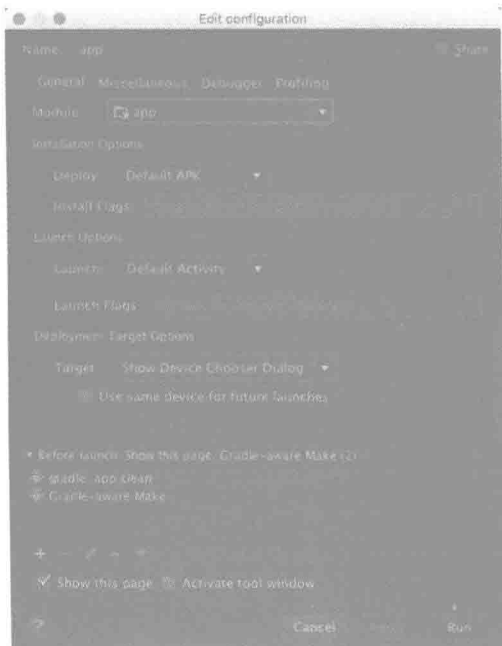 Edit configuration
Name: app
Share
General Miscellaneous Debugger Profiling
Module: app
Installation Options
Deploy: Default APK
Install Flags:
Launch Options
Launch: Default Activity
Launch Flags:
Deployment Target Options
Target: Show Device Chooser Dialog
Use same device for future launches
Before launch: Show this page, Gradle-aware Make (2)
gradle: app clean
Gradle-aware Make
Show this page Activate tool window
? Cancel Run